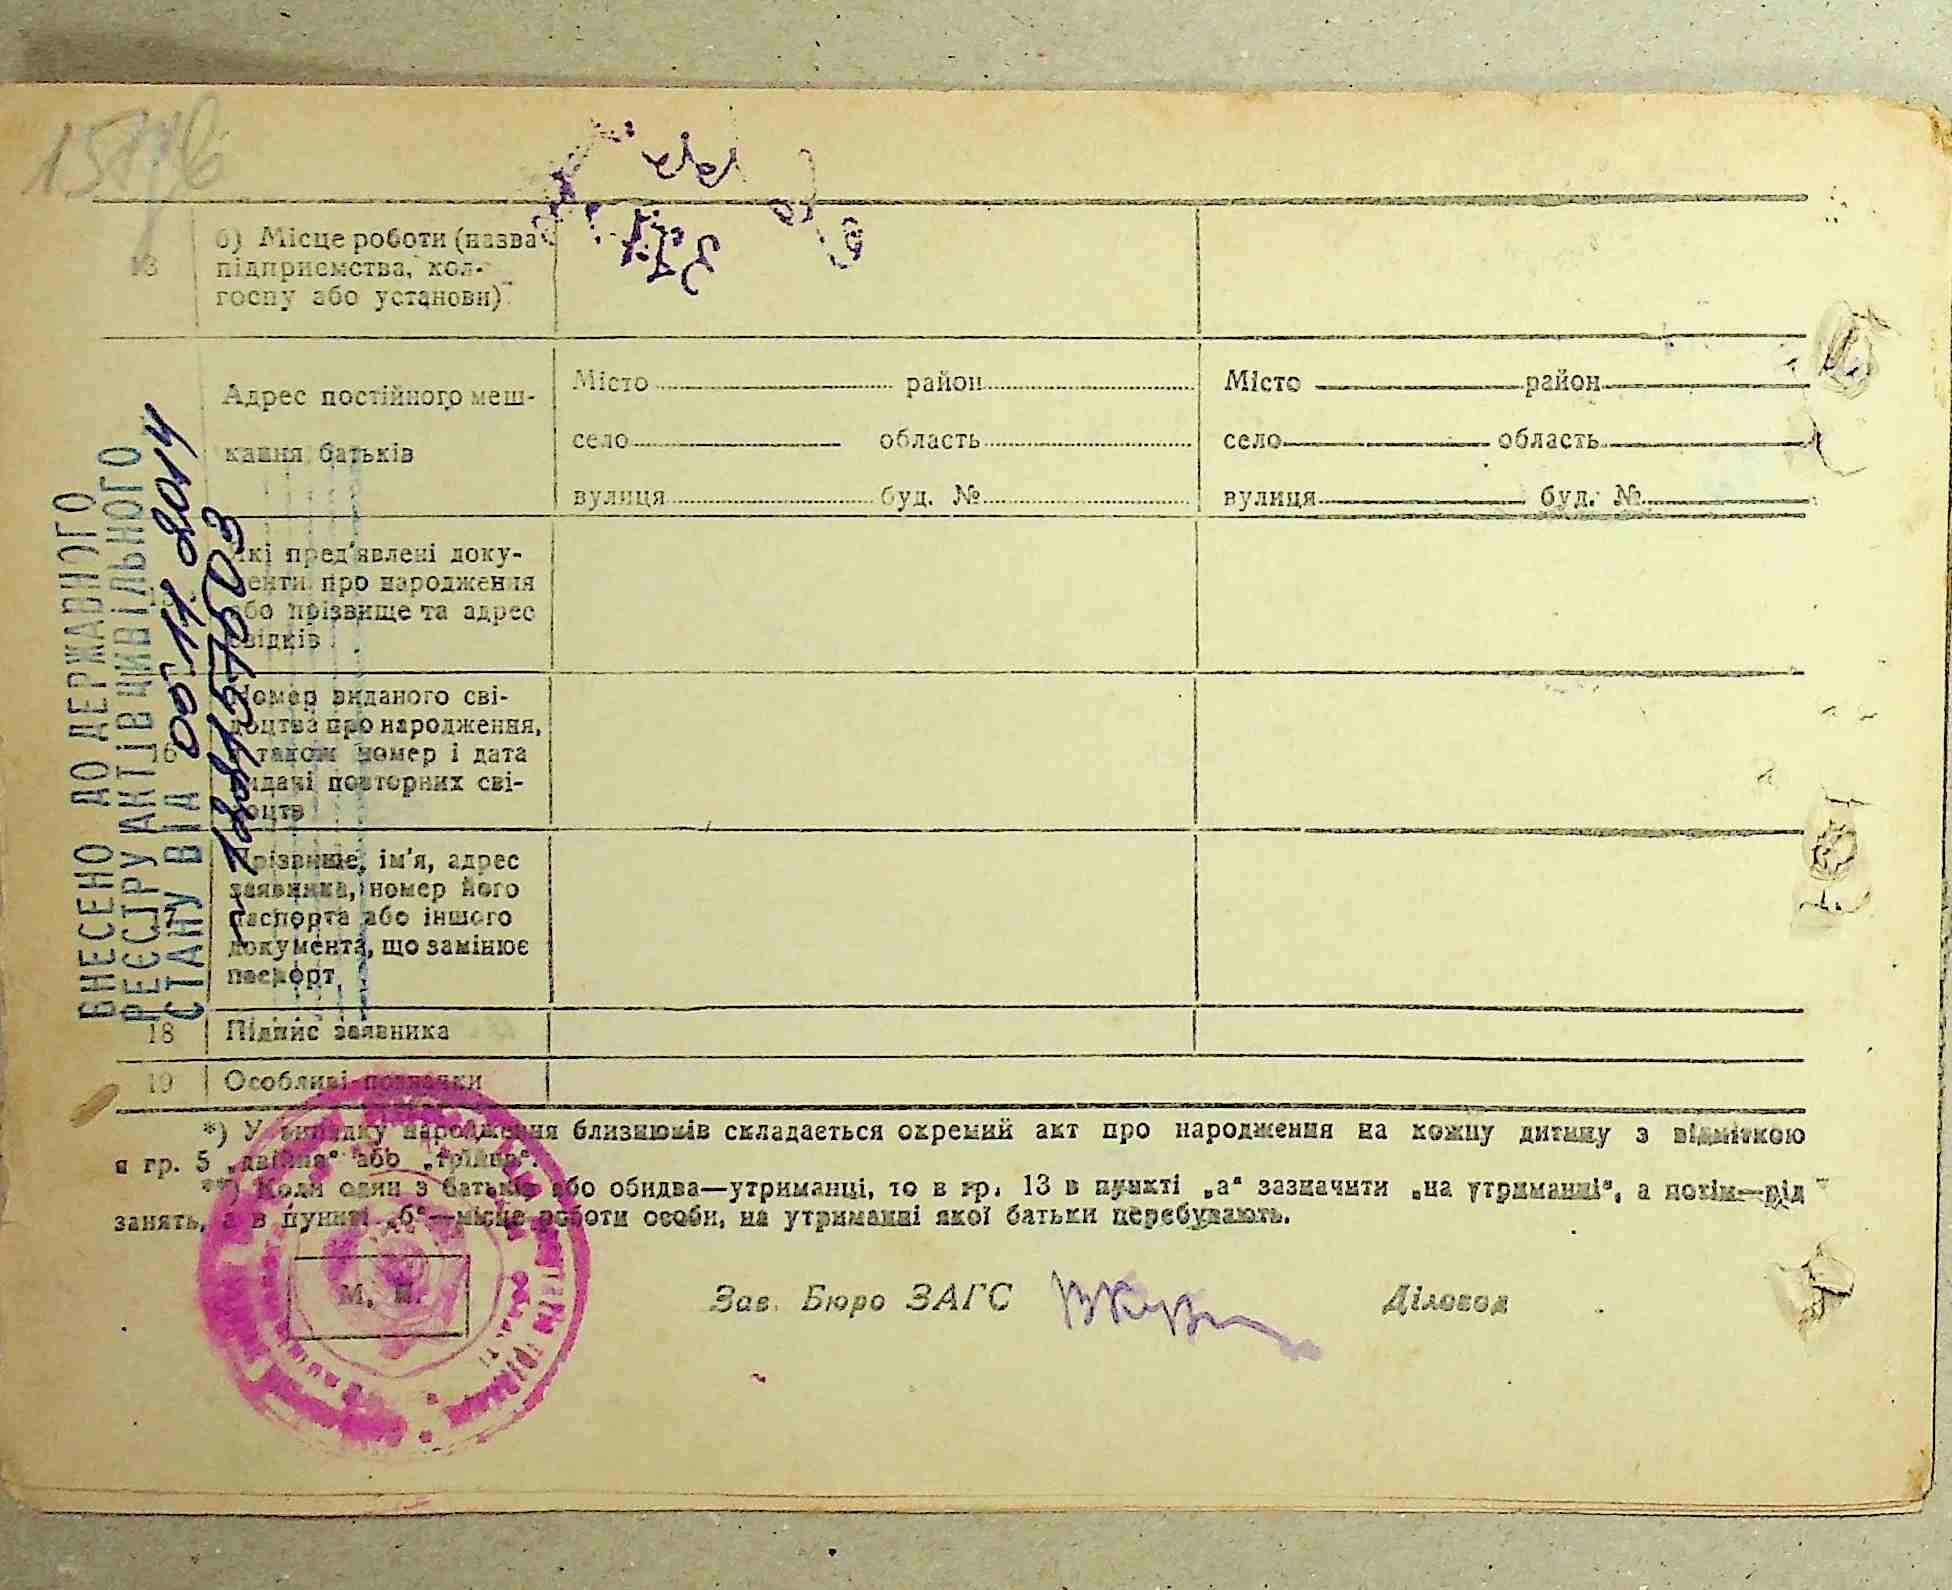 13
б) Місце роботи (назва
підприємства, кол-
госпу або установи)
Адрес постійного меш-
кання батьків
Місто район
село область
вулиця буд. №
Місто район
село область
вулиця буд. №
Які пред'явлені доку-
менти про народження
або прізвище та адрес
свідків
16
Номер виданого сві-
доцтва про народження,
а також номер і дата
видачі повторних сві-
доцтв
17
Прізвище, ім'я, адрес
заявника, номер його
паспорта або іншого
документа, що замінює
паспорт
18 Підпис заявника
19 Особливі позначки
ВНЕСЕНО ДО ДЕРЖАВНОГО
РЕЄСТРУ АКТІВ ЦИВІЛЬНОГО
СТАНУ ВІД 2014
*) У випадку народження близнюків складається окремий акт про народження на кожну дитину з відміткою
в гр. 5 „двійня" або „трійня".
**) Коли один з батьків або обидва—утриманці, то в гр. 13 в пункті „а" зазначити „на утриманні", а потім—рід
занять, а в пункті „б"—місце роботи особи, на утриманні якої батьки перебувають.
М. П.
Зав. Бюро ЗАГС
Діловод